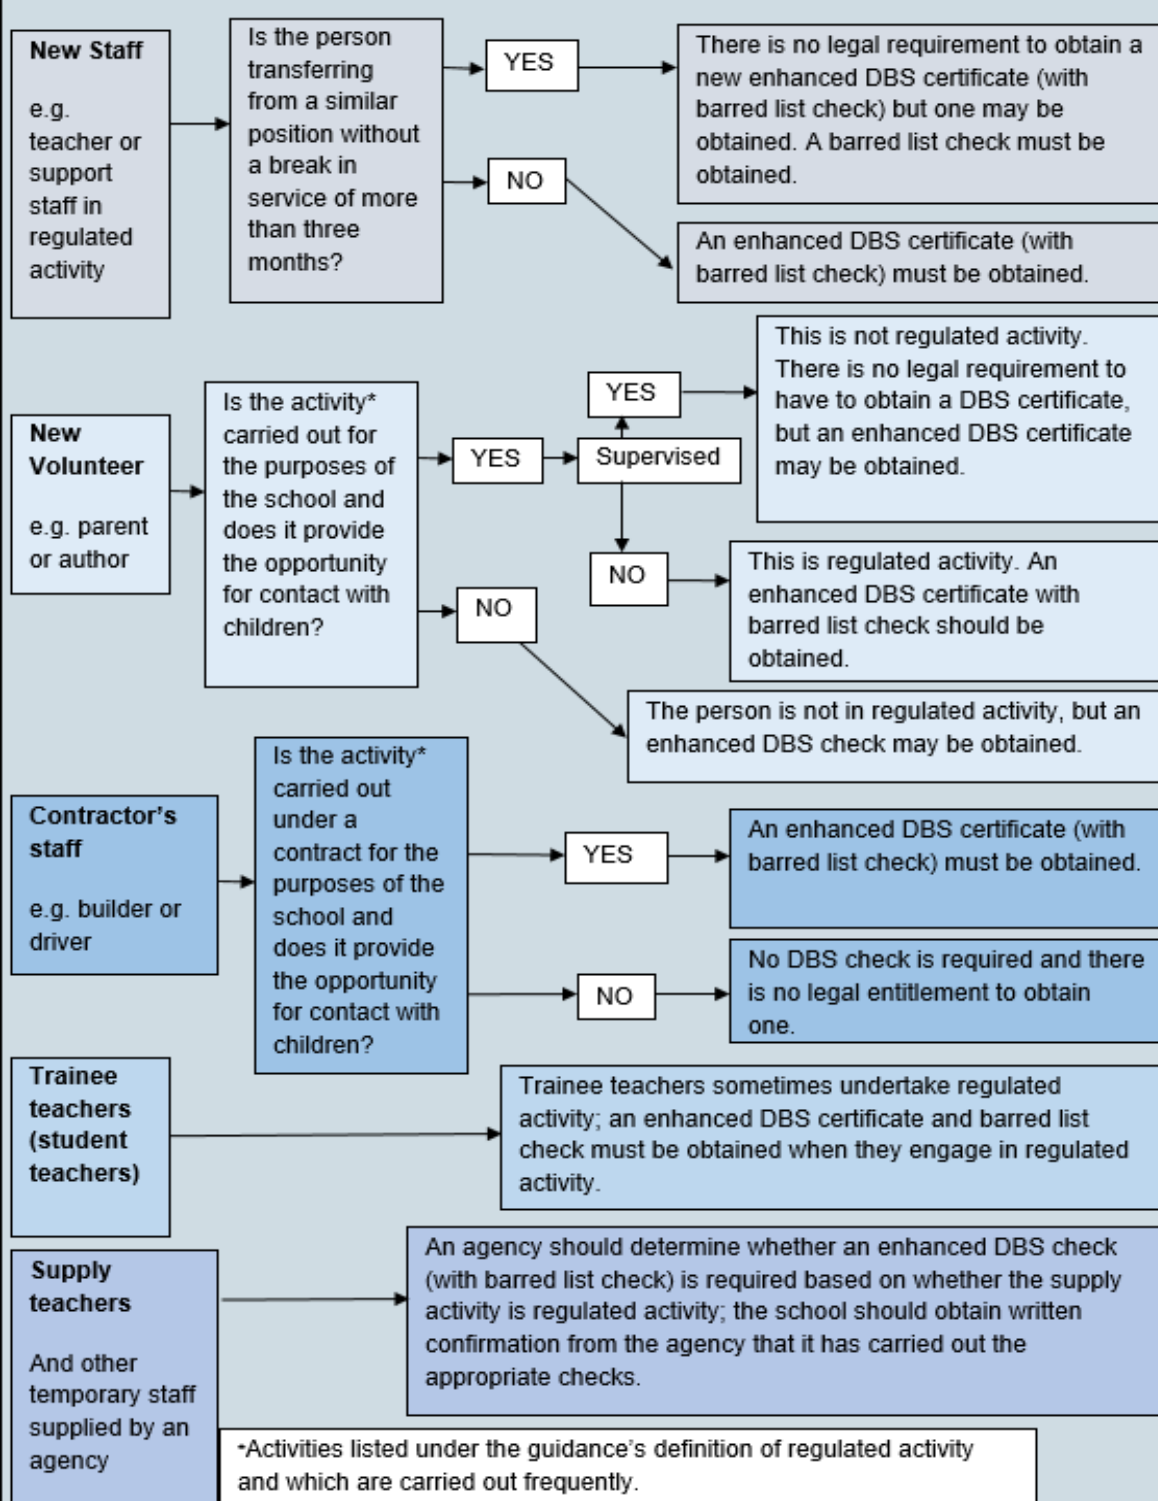 New Staff
e.g.
teacher or
support
staff in
regulated
activity
Is the person
transferring
from a similar
position without
a break in
service of more
than three
months?
YES
There is no legal requirement to obtain a
new enhanced DBS certificate (with
barred list check) but one may be
obtained. A barred list check must be
obtained.
NO
An enhanced DBS certificate (with
barred list check) must be obtained.
New
Volunteer
e.g. parent
or author
Is the activity*
carried out for
the purposes of
the school and
does it provide
the opportunity
for contact with
children?
YES
Supervised
YES
This is not regulated activity.
There is no legal requirement to
have to obtain a DBS certificate,
but an enhanced DBS certificate
may be obtained.
NO
This is regulated activity. An
enhanced DBS certificate with
barred list check should be
obtained.
NO
The person is not in regulated activity, but an
enhanced DBS check may be obtained.
Contractor's
staff
e.g. builder or
driver
Is the activity*
carried out
under a
contract for the
purposes of the
school and
does it provide
the opportunity
for contact with
children?
YES
An enhanced DBS certificate (with
barred list check) must be obtained.
NO
No DBS check is required and there
is no legal entitlement to obtain
one.
Trainee
teachers
(student
teachers)
Trainee teachers sometimes undertake regulated
activity; an enhanced DBS certificate and barred list
check must be obtained when they engage in regulated
activity.
Supply
teachers
And other
temporary staff
supplied by an
agency
An agency should determine whether an enhanced DBS check
(with barred list check) is required based on whether the supply
activity is regulated activity; the school should obtain written
confirmation from the agency that it has carried out the
appropriate checks.
*Activities listed under the guidance's definition of regulated activity
and which are carried out frequently.